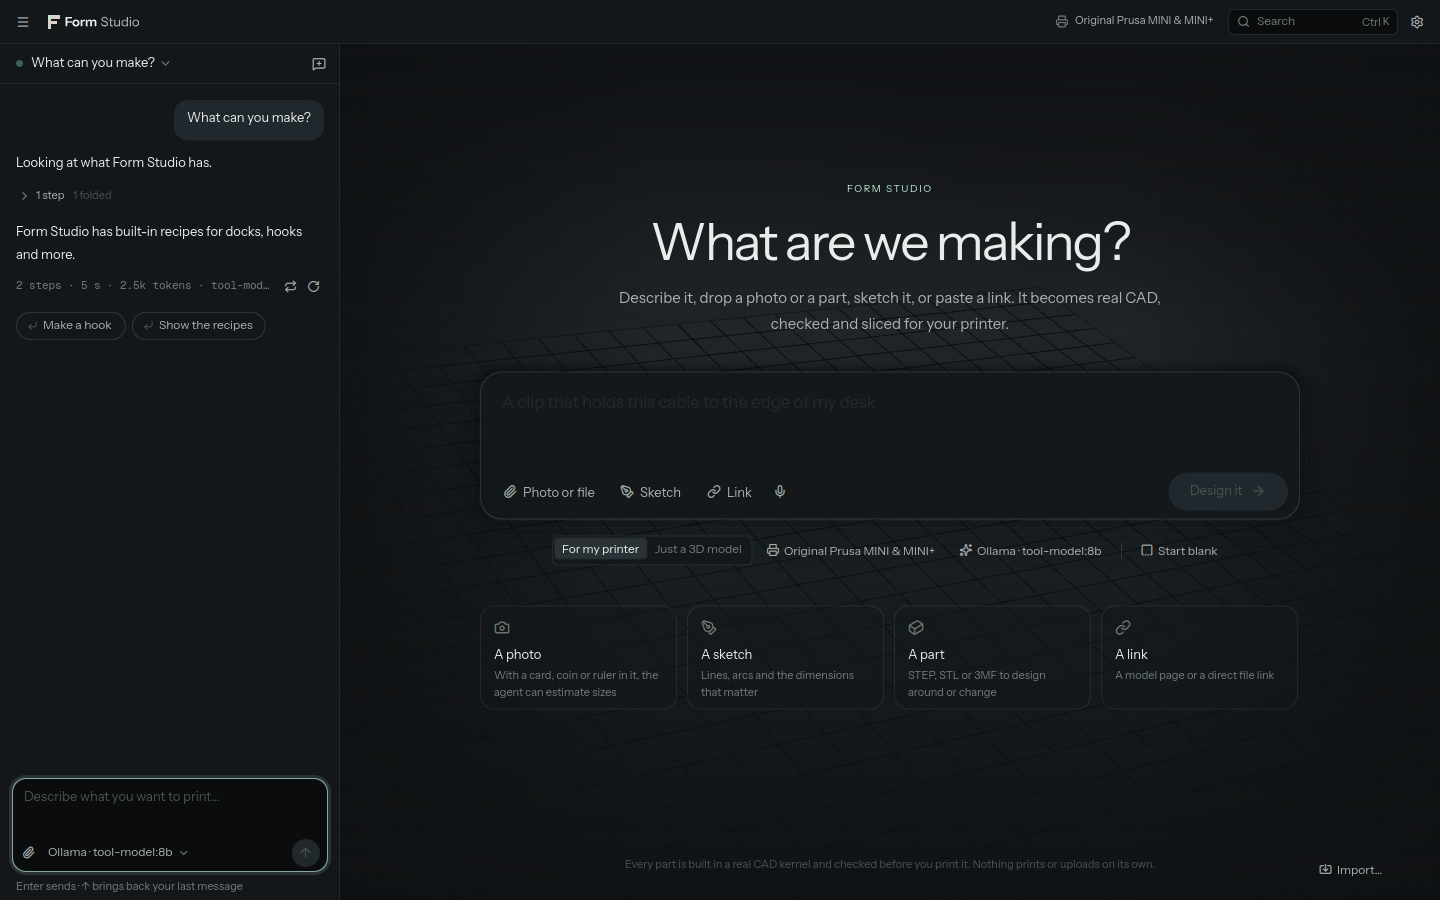 Form Studio
Original Prusa MINI & MINI+
Search
Ctrl K
What can you make?
What can you make?
Looking at what Form Studio has.
1 step 1 folded
Form Studio has built-in recipes for docks, hooks
and more.
2 steps · 5 s · 2.5k tokens · tool-mod…
Make a hook
Show the recipes
Describe what you want to print...
Ollama · tool-model:8b
Enter sends · ↑ brings back your last message
FORM STUDIO
What are we making?
Describe it, drop a photo or a part, sketch it, or paste a link. It becomes real CAD,
checked and sliced for your printer.
A clip that holds this cable to the edge of my desk
Photo or file
Sketch
Link
Design it
For my printer
Just a 3D model
Original Prusa MINI & MINI+
Ollama · tool-model:8b
Start blank
A photo
With a card, coin or ruler in it, the
agent can estimate sizes
A sketch
Lines, arcs and the dimensions
that matter
A part
STEP, STL or 3MF to design
around or change
A link
A model page or a direct file link
Every part is built in a real CAD kernel and checked before you print it. Nothing prints or uploads on its own.
Import...